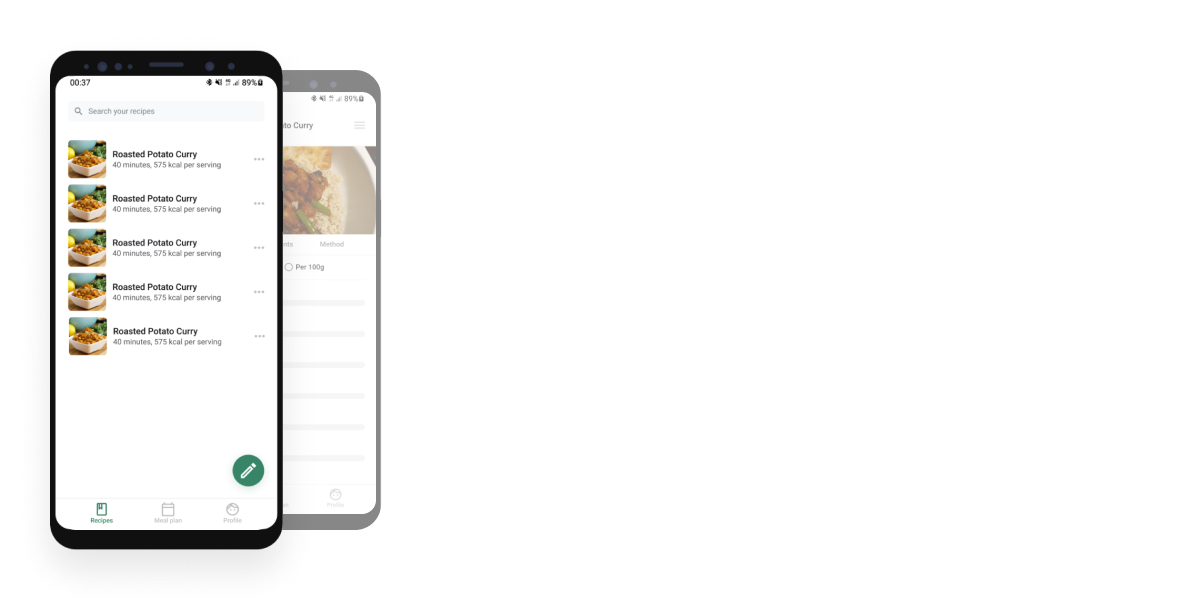 00:37
89%
Search your recipes
Roasted Potato Curry
40 minutes, 575 kcal per serving
Roasted Potato Curry
40 minutes, 575 kcal per serving
Roasted Potato Curry
40 minutes, 575 kcal per serving
Roasted Potato Curry
40 minutes, 575 kcal per serving
Roasted Potato Curry
40 minutes, 575 kcal per serving
Recipes
Meal plan
Profile
89%
Curry
Method
Per 100g
Profile